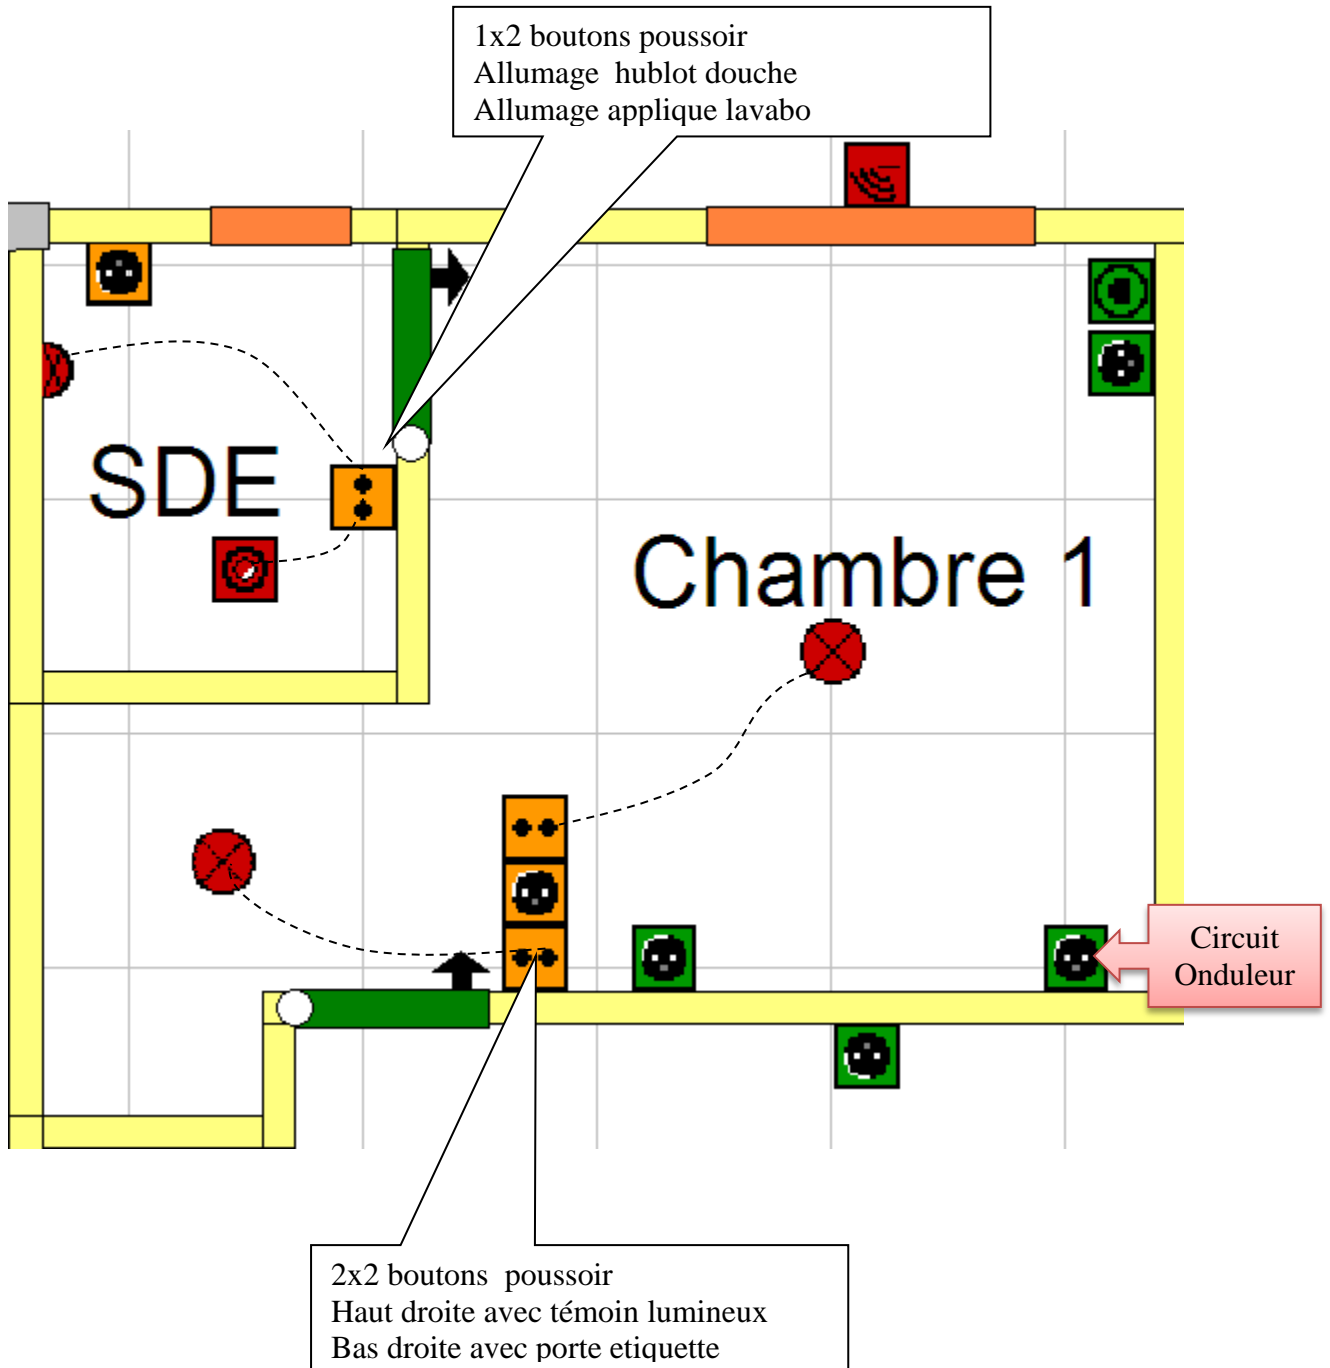 1x2 boutons poussoir
Allumage  hublot douche
Allumage applique lavabo
SDE
Chambre 1
Circuit
Onduleur
2x2 boutons  poussoir
Haut droite avec témoin lumineux
Bas droite avec porte etiquette